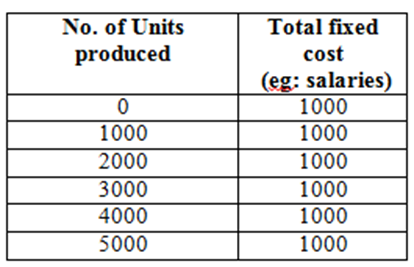 No. of Units Total fixed
produced cost
(eg: salaries)
0 1000
1000 1000
2000 1000
3000 1000
4000 1000
5000 1000